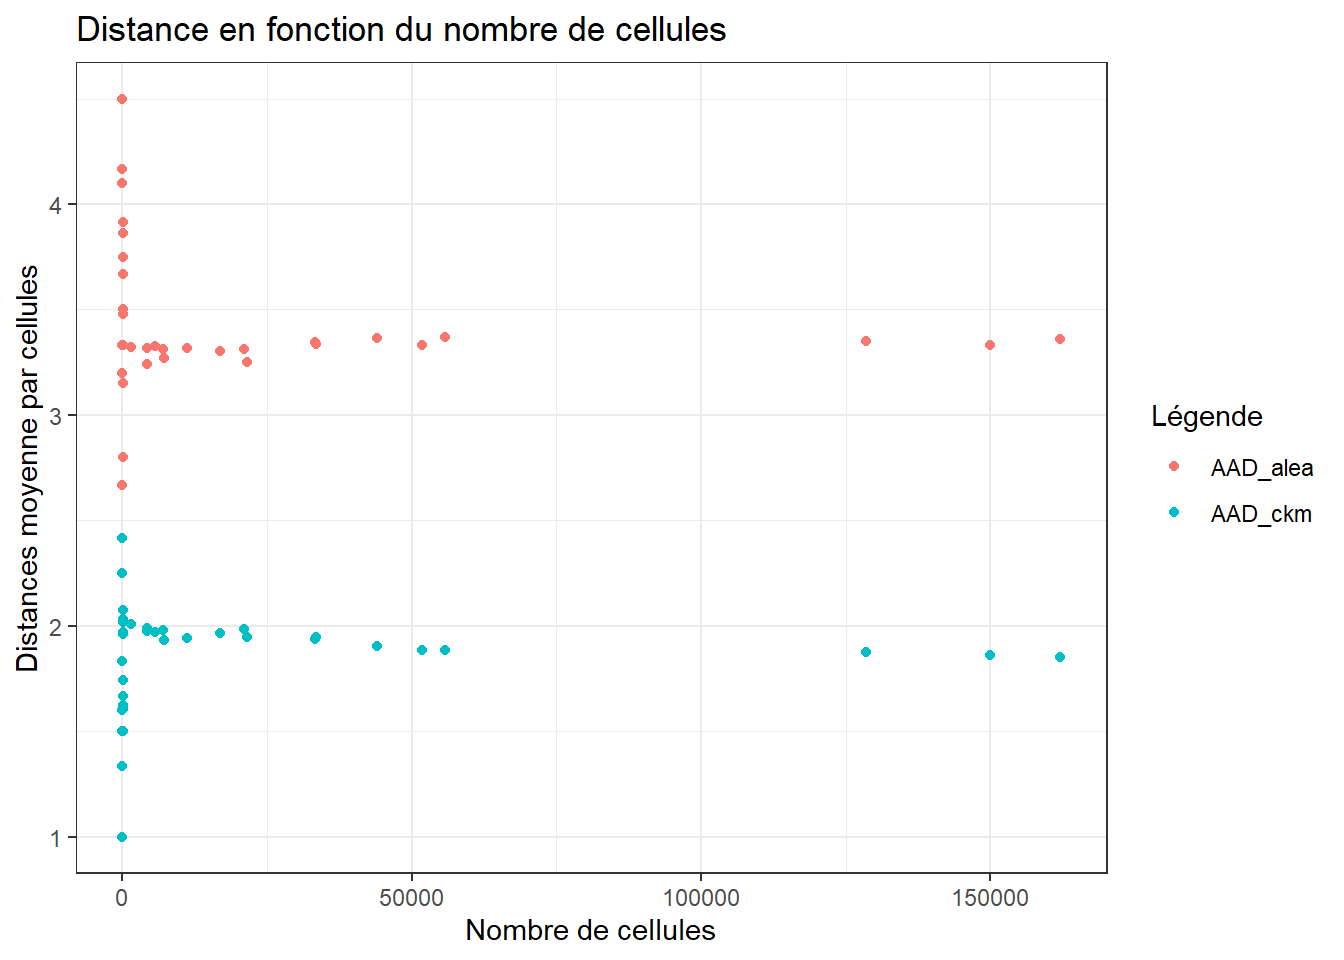 Distance en fonction du nombre de cellules
Distances moyenne par cellules
4
3
2
1
0
50000
100000
150000
Nombre de cellules
Légende
AAD_alea
AAD_ckm